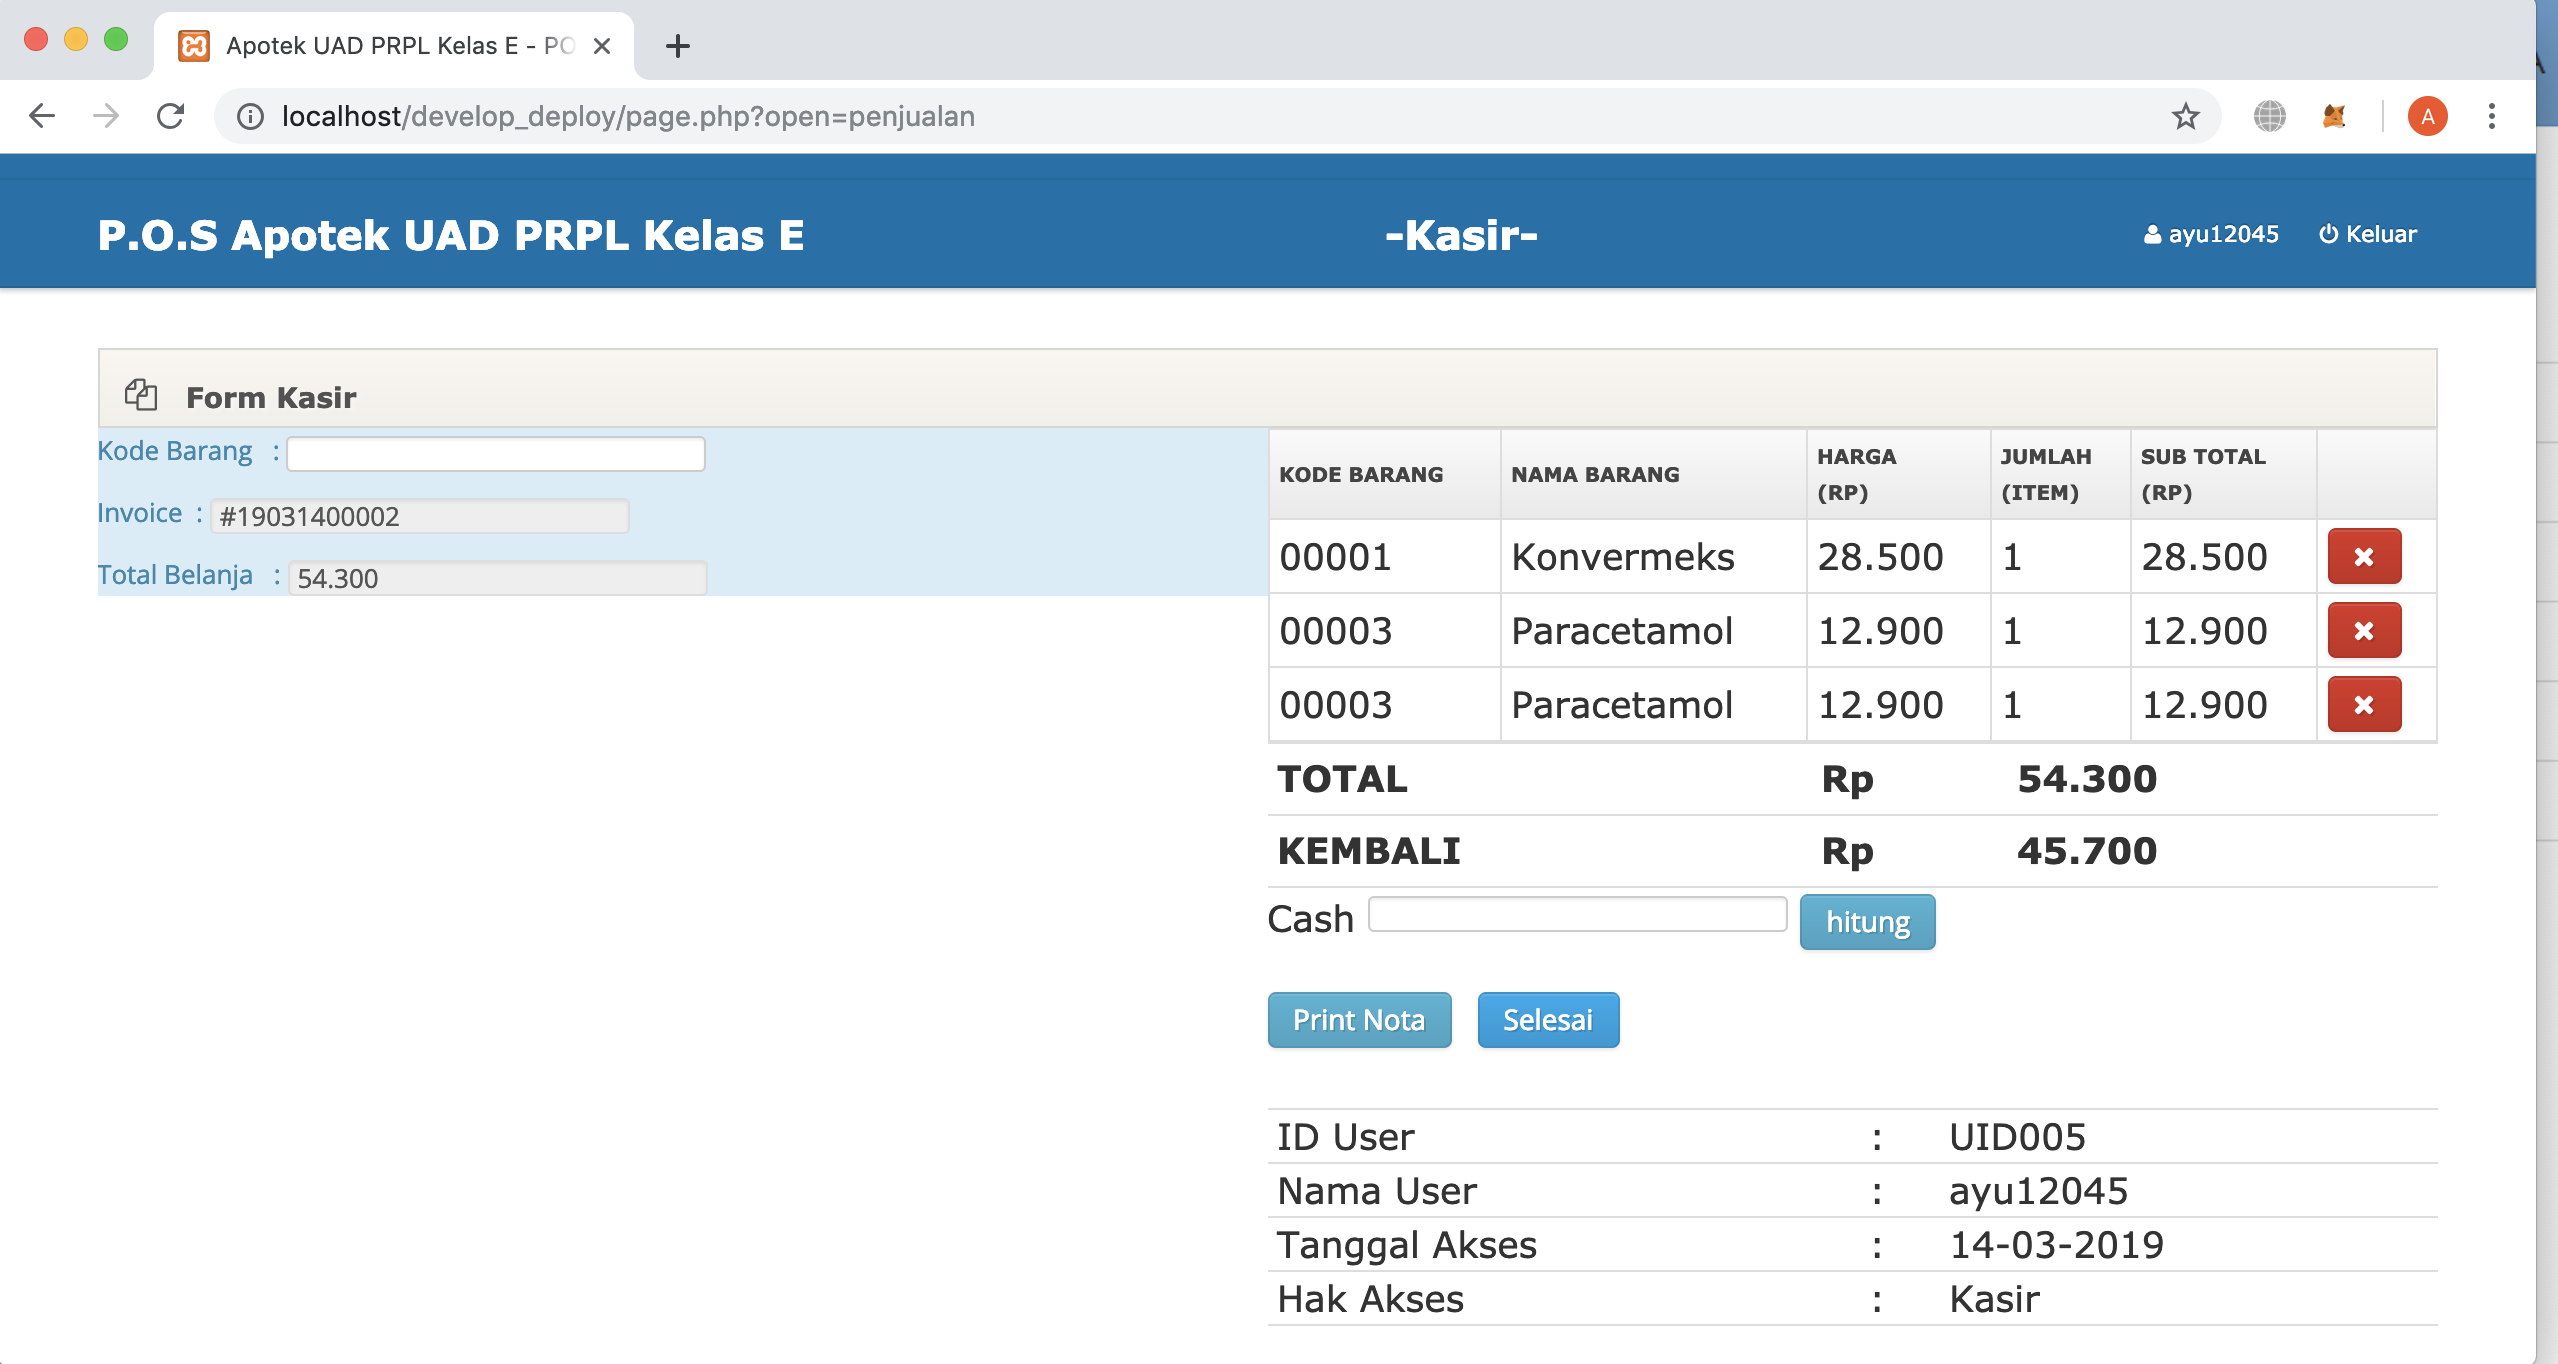 Apotek UAD PRPL Kelas E - PO
localhost/develop_deploy/page.php?open=penjualan
A
P.O.S Apotek UAD PRPL Kelas E
-Kasir-
ayu12045
Keluar
Form Kasir
Kode Barang :
Invoice : #19031400002
Total Belanja : 54.300
KODE BARANG NAMA BARANG HARGA (RP) JUMLAH (ITEM) SUB TOTAL (RP)
00001 Konvermeks 28.500 1 28.500
00003 Paracetamol 12.900 1 12.900
00003 Paracetamol 12.900 1 12.900
TOTAL Rp 54.300
KEMBALI Rp 45.700
Cash hitung
Print Nota Selesai
ID User : UID005
Nama User : ayu12045
Tanggal Akses : 14-03-2019
Hak Akses : Kasir